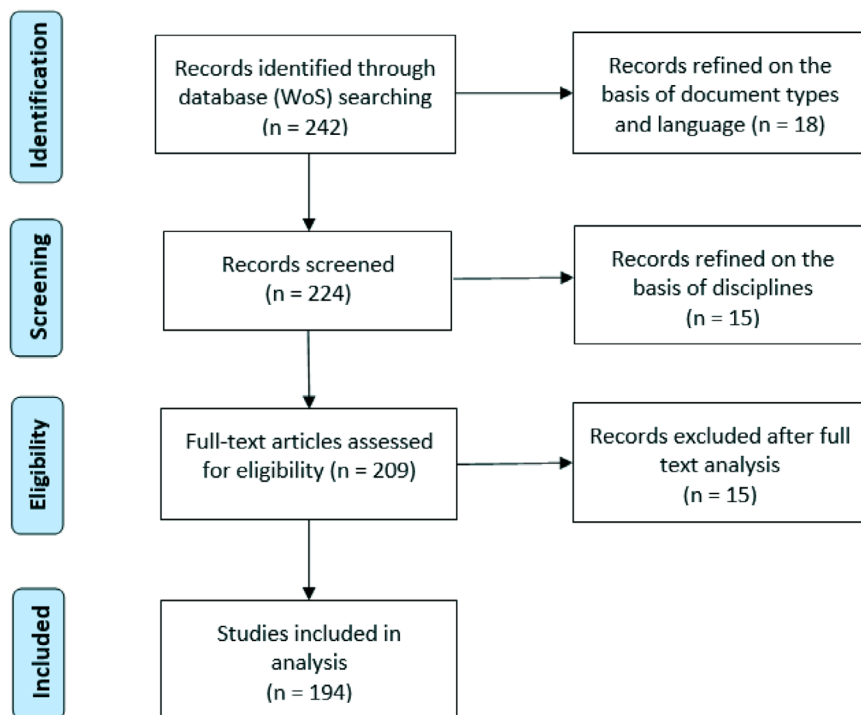 Identification
Records identified through
database (WoS) searching
(n = 242)
Records refined on the
basis of document types
and language (n = 18)
Screening
Records screened
(n = 224)
Records refined on the
basis of disciplines
(n = 15)
Eligibility
Full-text articles assessed
for eligibility (n = 209)
Records excluded after full
text analysis
(n = 15)
Included
Studies included in
analysis
(n = 194)